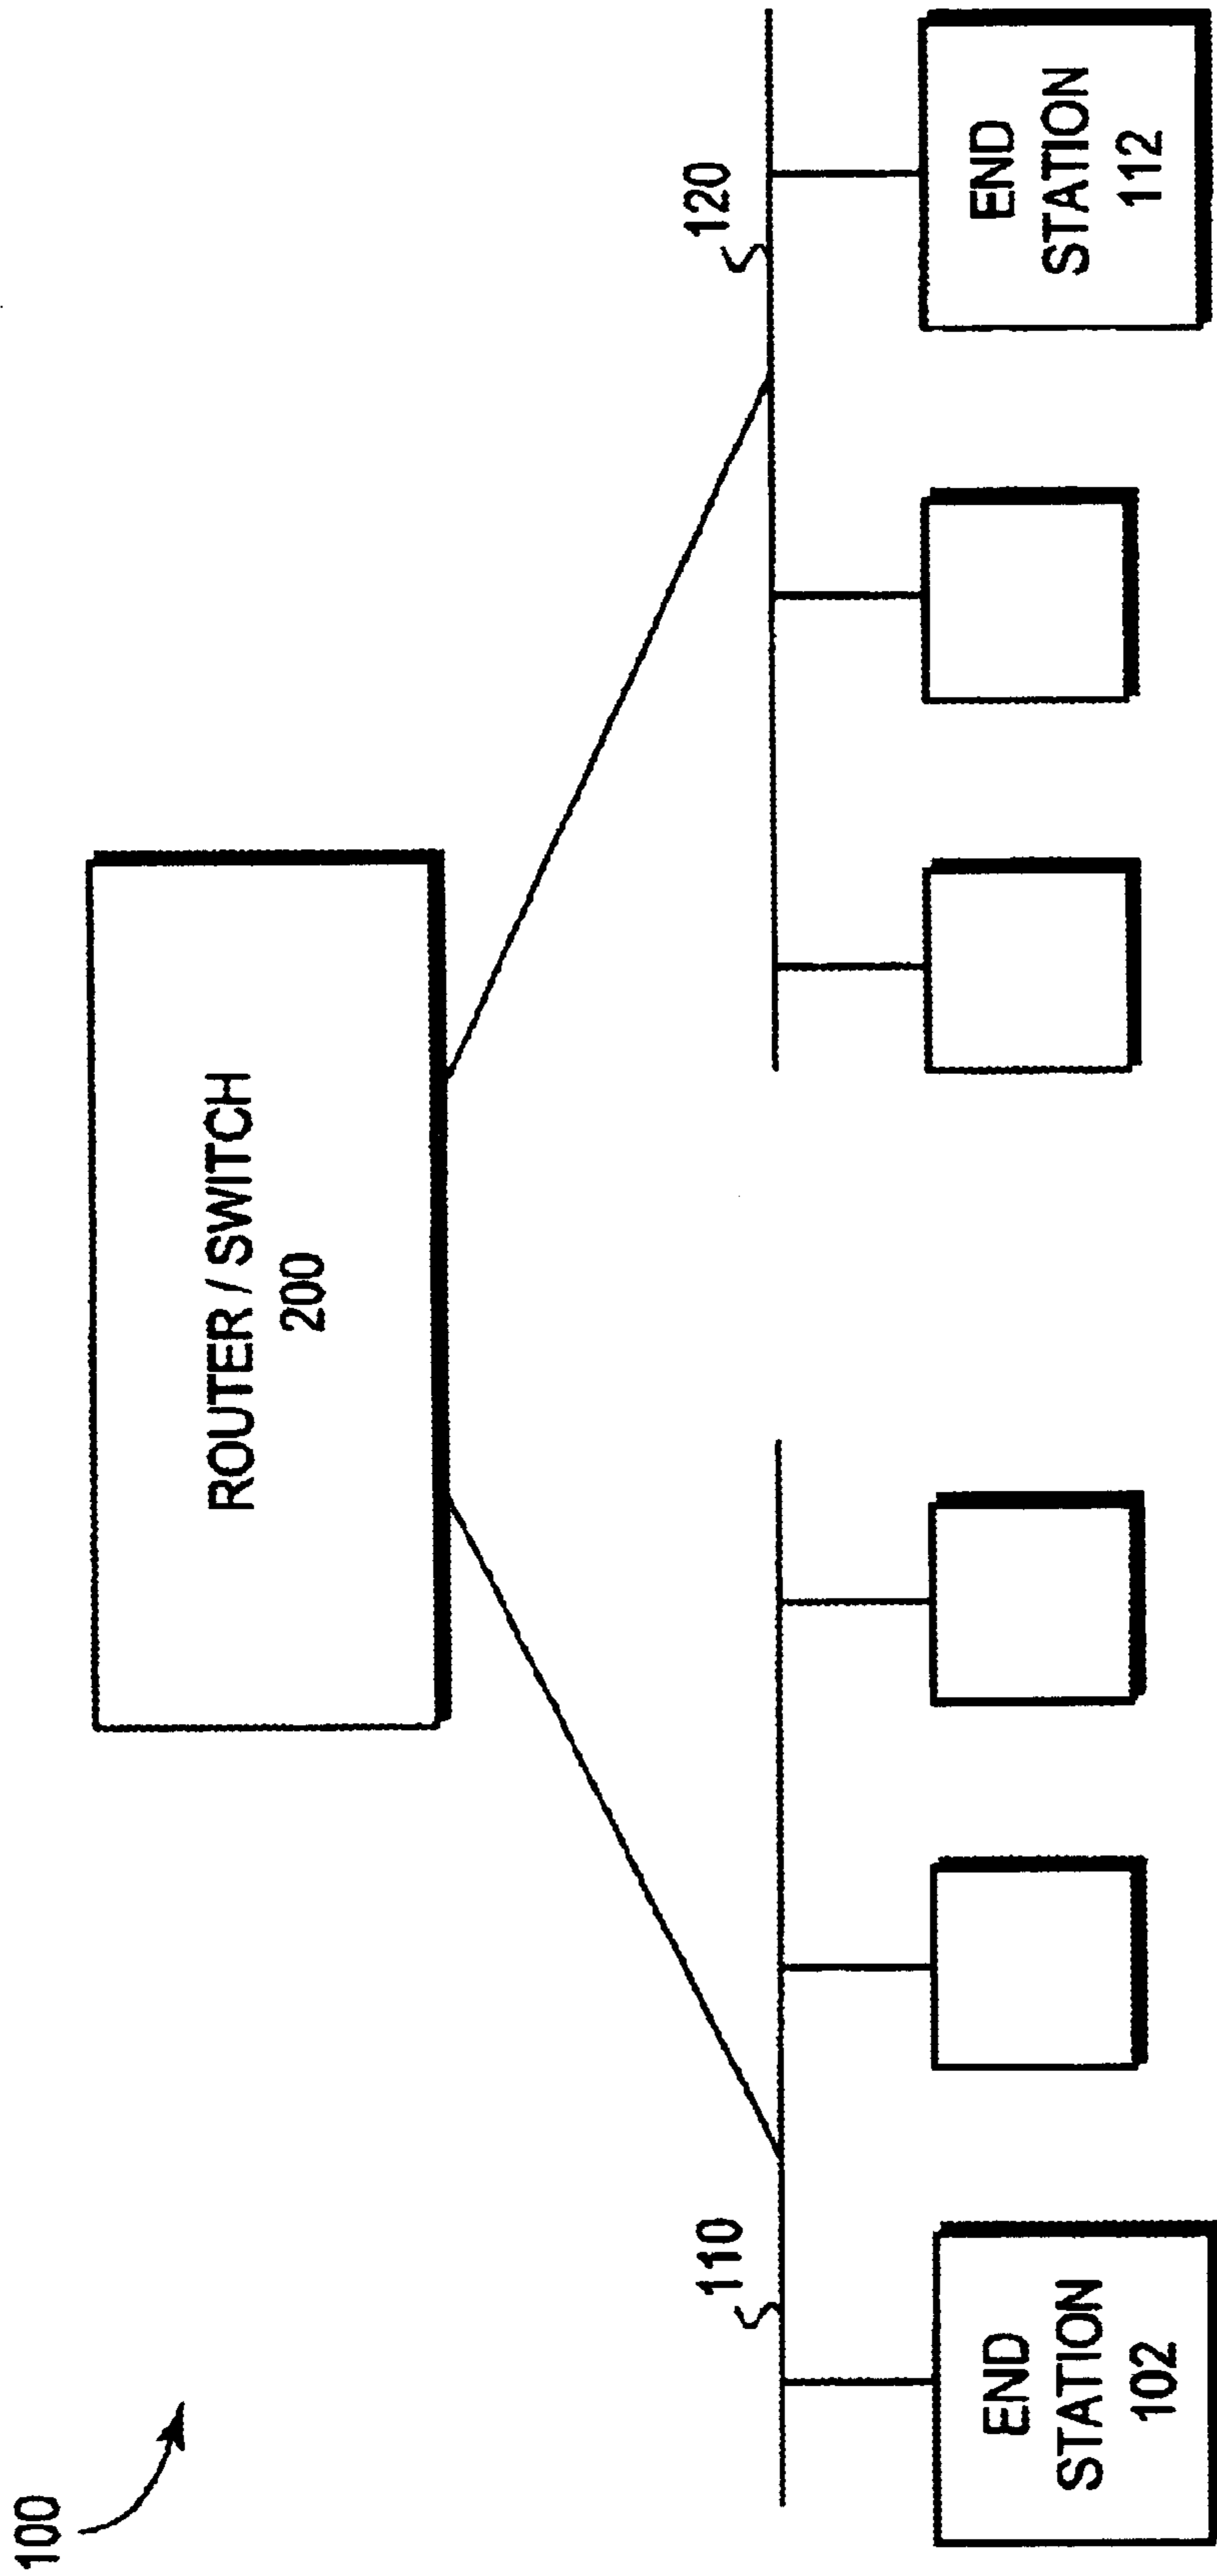 100
ROUTER / SWITCH
200
110
120
END
STATION
102
END
STATION
112